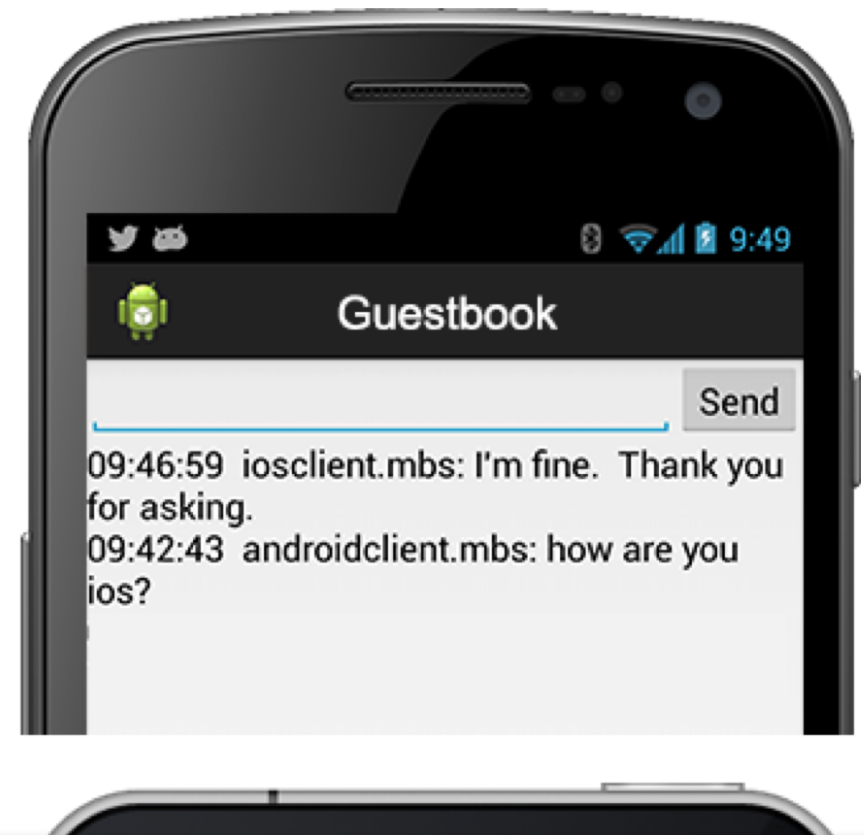 9:49
Guestbook
Send
09:46:59  iosclient.mbs: I'm fine.  Thank you
for asking.
09:42:43  androidclient.mbs: how are you
ios?